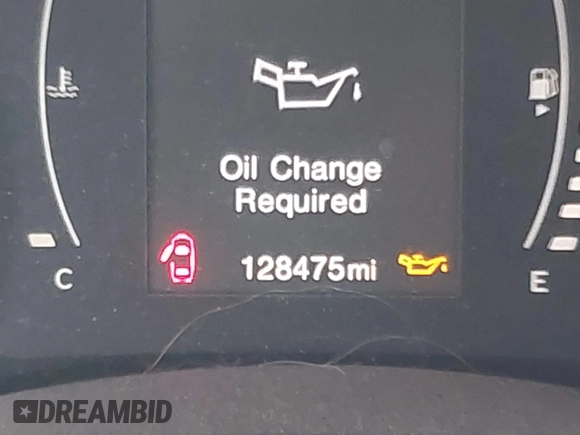 Oil Change
Required
128475mi
C
E
DREAMBID